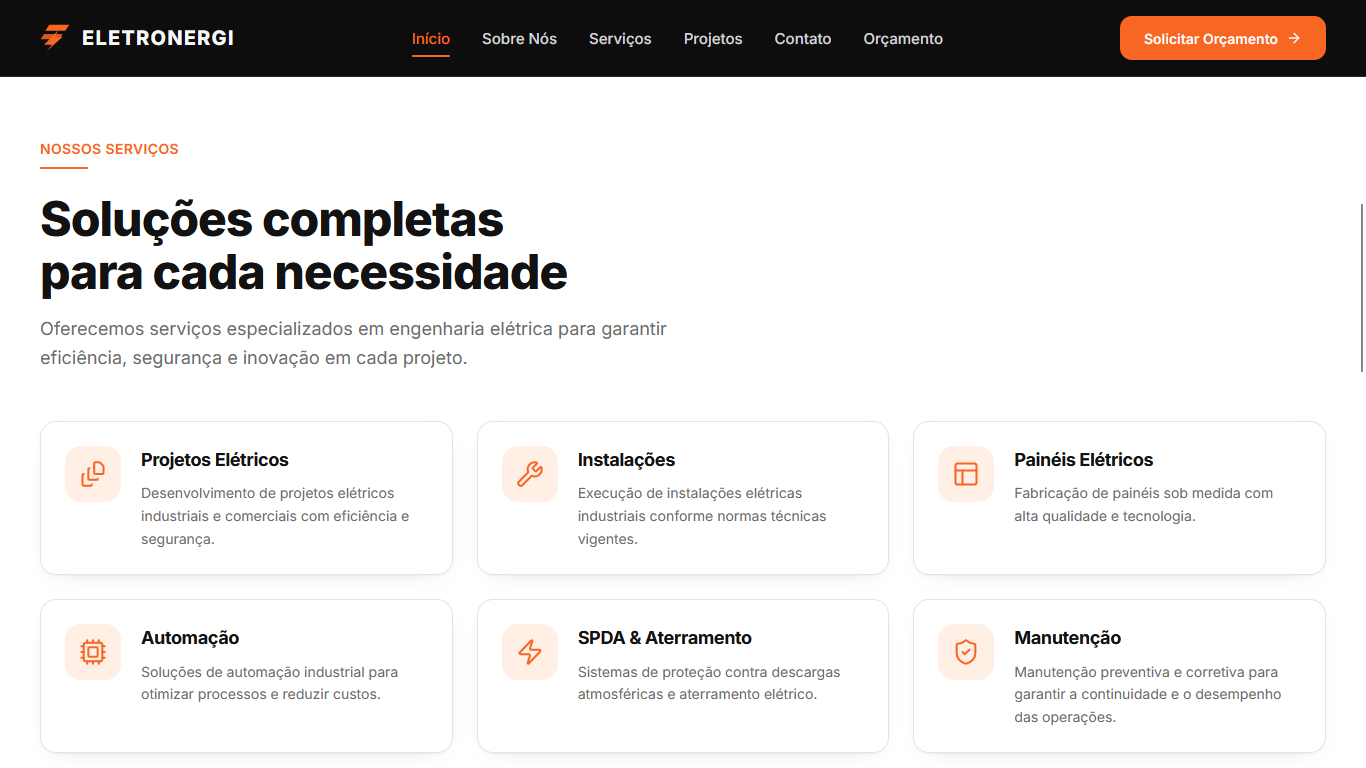 ELETRONERGI
Início
Sobre Nós
Serviços
Projetos
Contato
Orçamento
Solicitar Orçamento
NOSSOS SERVIÇOS
Soluções completas
para cada necessidade
Oferecemos serviços especializados em engenharia elétrica para garantir
eficiência, segurança e inovação em cada projeto.
Projetos Elétricos
Desenvolvimento de projetos elétricos
industriais e comerciais com eficiência e
segurança.
Instalações
Execução de instalações elétricas
industriais conforme normas técnicas
vigentes.
Painéis Elétricos
Fabricação de painéis sob medida com
alta qualidade e tecnologia.
Automação
Soluções de automação industrial para
otimizar processos e reduzir custos.
SPDA & Aterramento
Sistemas de proteção contra descargas
atmosféricas e aterramento elétrico.
Manutenção
Manutenção preventiva e corretiva para
garantir a continuidade e o desempenho
das operações.